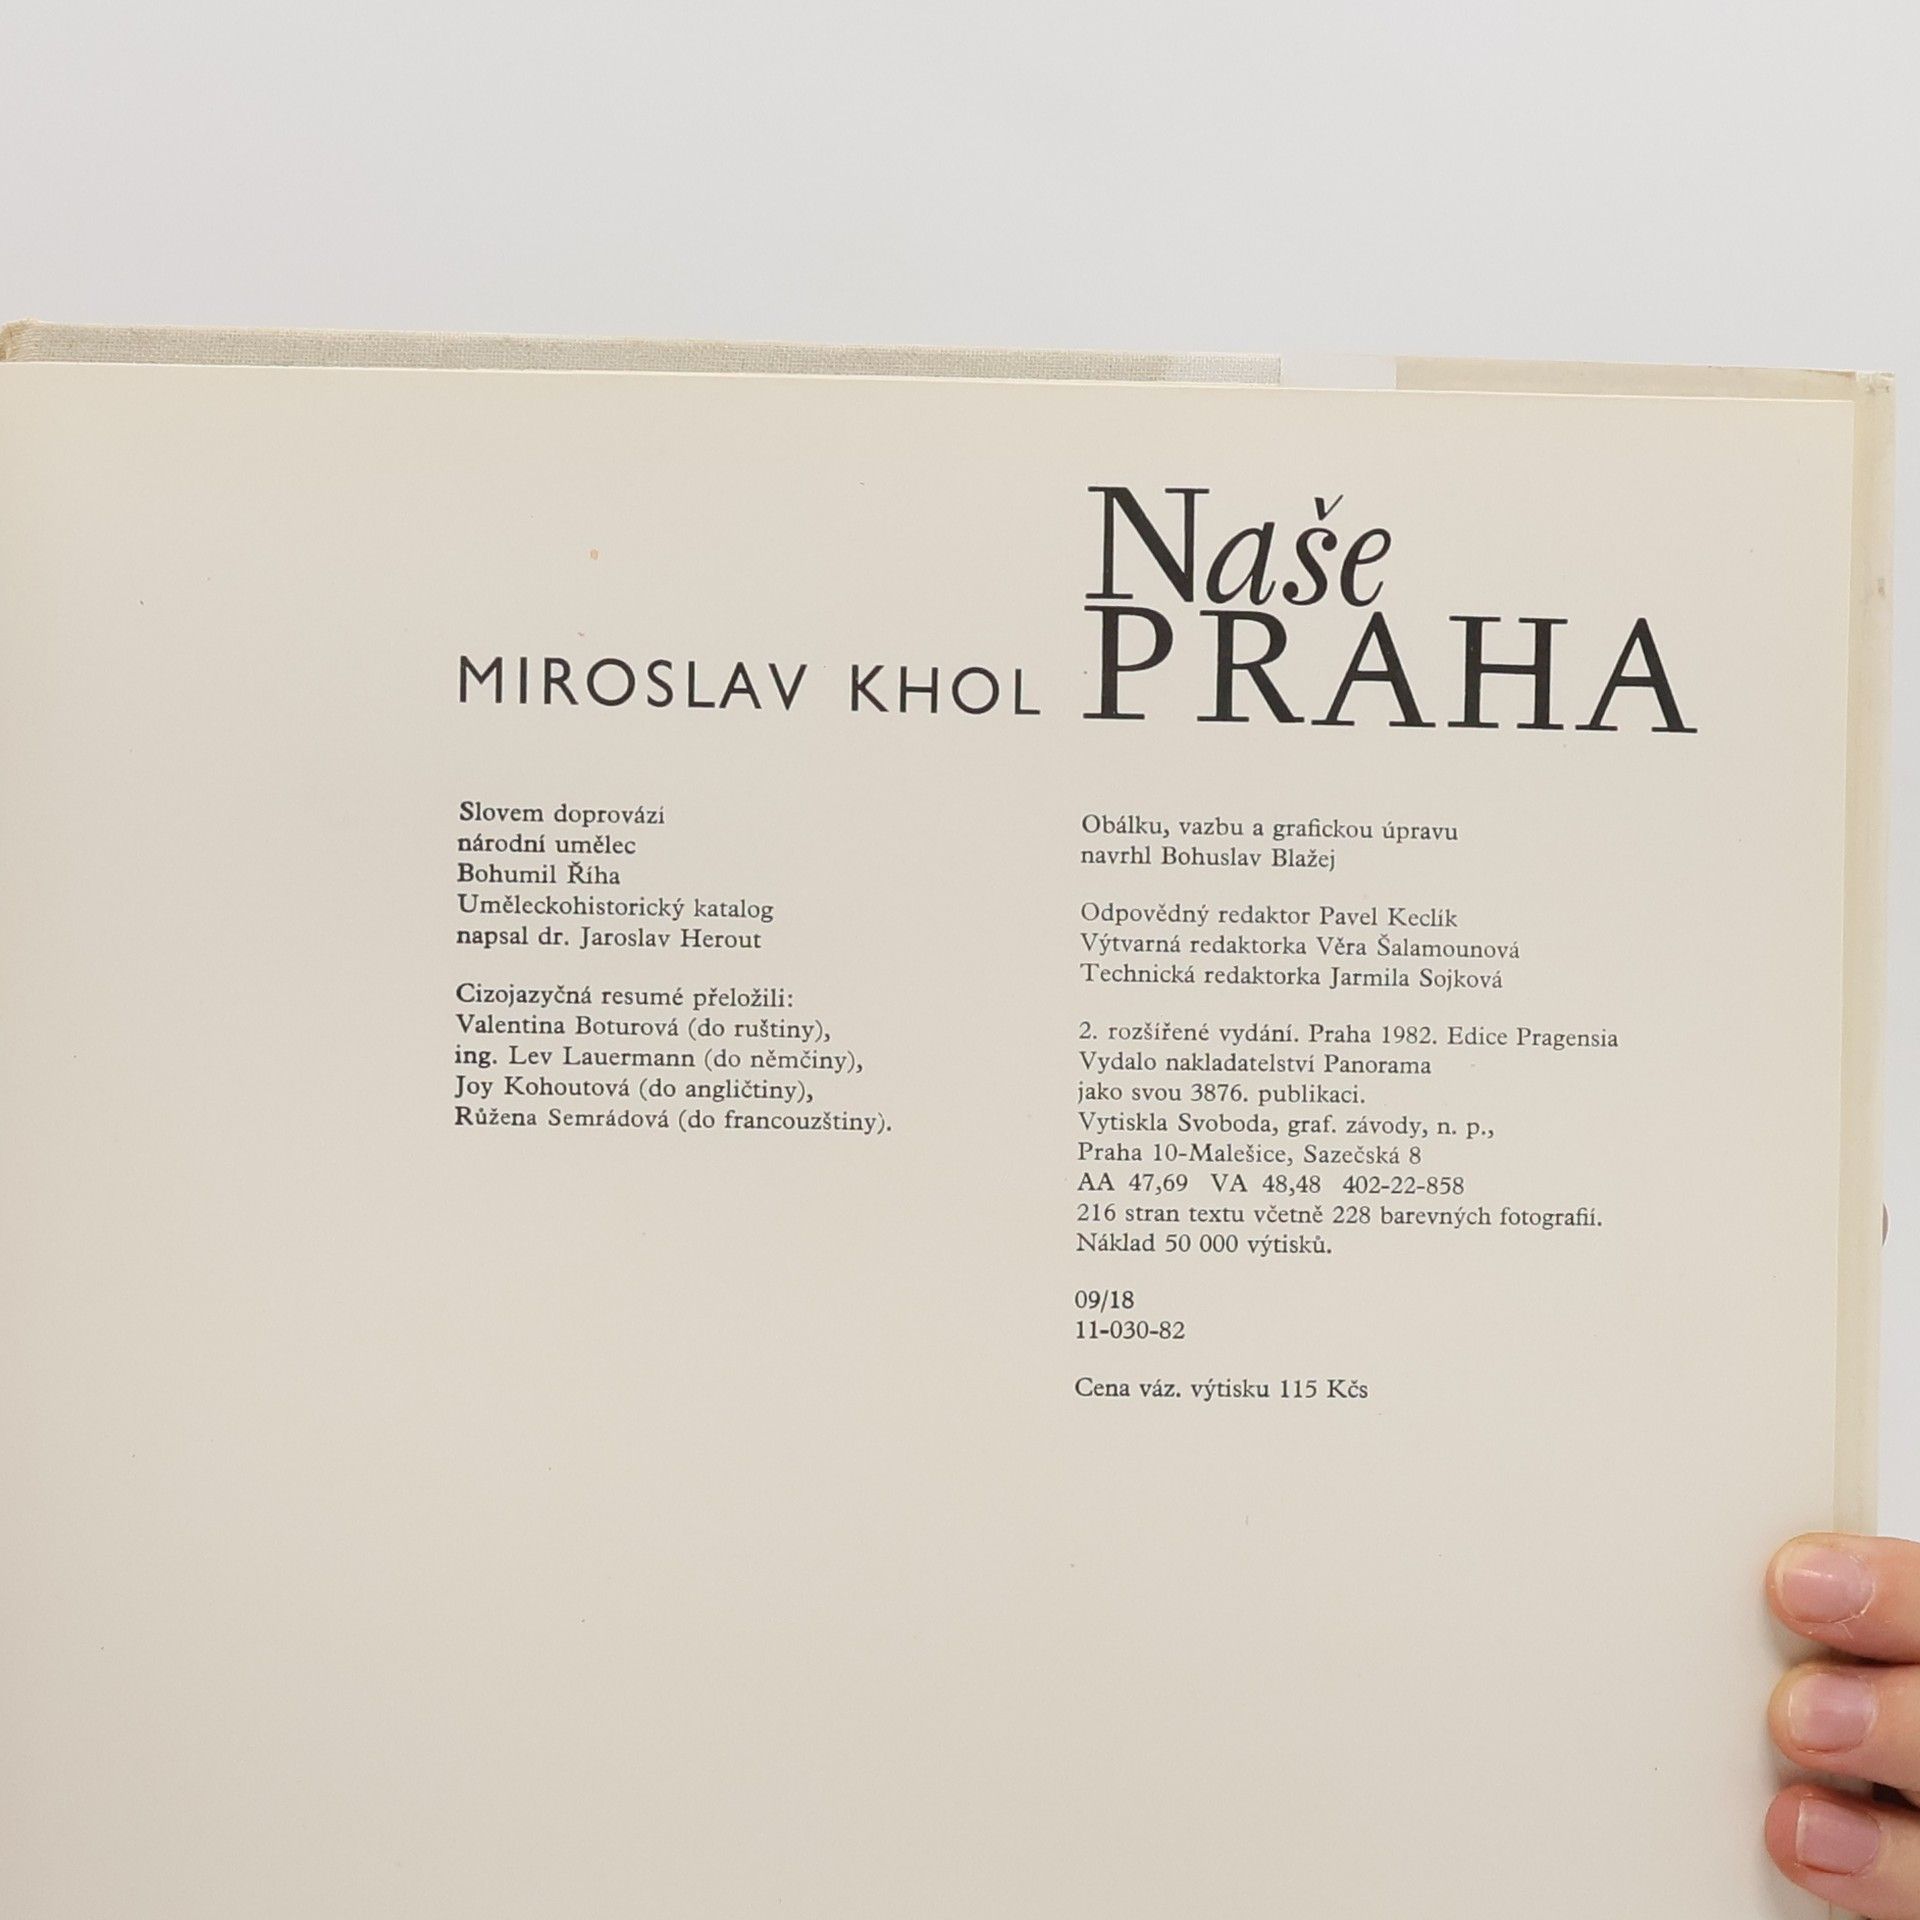 Naše
MIROSLAV KHOL PRAHA
Slovem doprovází
národní umělec
Bohumil Říha
Uměleckohistorický katalog
napsal dr. Jaroslav Herout
Cizojazyčná resumé přeložili:
Valentina Boturová (do ruštiny),
ing. Lev Lauermann (do němčiny),
Joy Kohoutová (do angličtiny),
Růžena Semrádová (do francouzštiny).
Obálku, vazbu a grafickou úpravu
navrhl Bohuslav Blažej
Odpovědný redaktor Pavel Keclík
Výtvarná redaktorka Věra Šalamounová
Technická redaktorka Jarmila Sojková
2. rozšířené vydání. Praha 1982. Edice Pragensia
Vydalo nakladatelství Panorama
jako svou 3876. publikaci.
Vytiskla Svoboda, graf. závody, n. p.,
Praha 10-Malešice, Sazečská 8
AA 47,69 VA 48,48 402-22-858
216 stran textu včetně 228 barevných fotografií.
Náklad 50 000 výtisků.
09/18
11-030-82
Cena váz. výtisku 115 Kčs